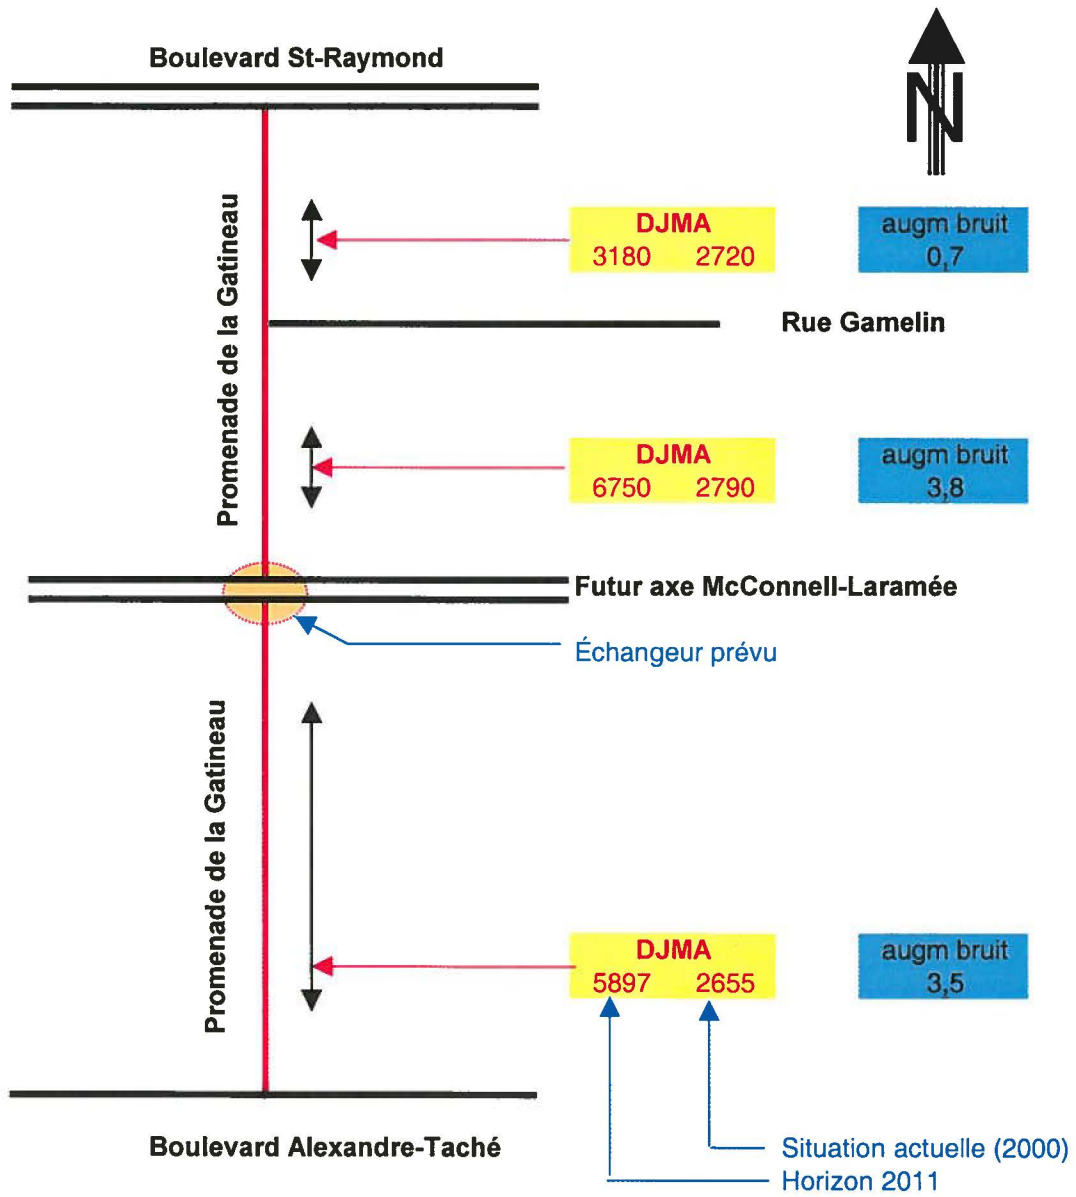 Boulevard St-Raymond
N
Promenade de la Gatineau
DJMA
3180 2720
augm bruit
0,7
Rue Gamelin
DJMA
6750 2790
augm bruit
3,8
Futur axe McConnell-Laramée
Échangeur prévu
Promenade de la Gatineau
DJMA
5897 2655
augm bruit
3,5
Boulevard Alexandre-Taché
Situation actuelle (2000)
Horizon 2011